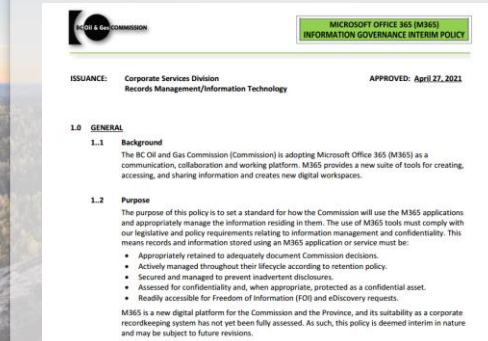 BC Oil & Gas COMMISSION
MICROSOFT OFFICE 365 (M365)
INFORMATION GOVERNANCE INTERIM POLICY
ISSUANCE: Corporate Services Division APPROVED: April 27, 2021
Records Management/Information Technology
1.0 GENERAL
1..1 Background
The BC Oil and Gas Commission (Commission) is adopting Microsoft Office 365 (M365) as a
communication, collaboration and working platform. M365 provides a new suite of tools for creating,
accessing, and sharing information and creates new digital workspaces.
1..2 Purpose
The purpose of this policy is to set a standard for how the Commission will use the M365 applications
and appropriately manage the information residing in them. The use of M365 tools must comply with
our legislative and policy requirements relating to information management and confidentiality. This
means records and information stored using an M365 application or service must be:
• Appropriately retained to adequately document Commission decisions.
• Actively managed throughout their lifecycle according to retention policy.
• Secured and managed to prevent inadvertent disclosures.
• Assessed for confidentiality and, when appropriate, protected as a confidential asset.
• Readily accessible for Freedom of Information (FOI) and eDiscovery requests.
M365 is a new digital platform for the Commission and the Province, and its suitability as a corporate
recordkeeping system has not yet been fully assessed. As such, this policy is deemed interim in nature
and may be subject to future revisions.